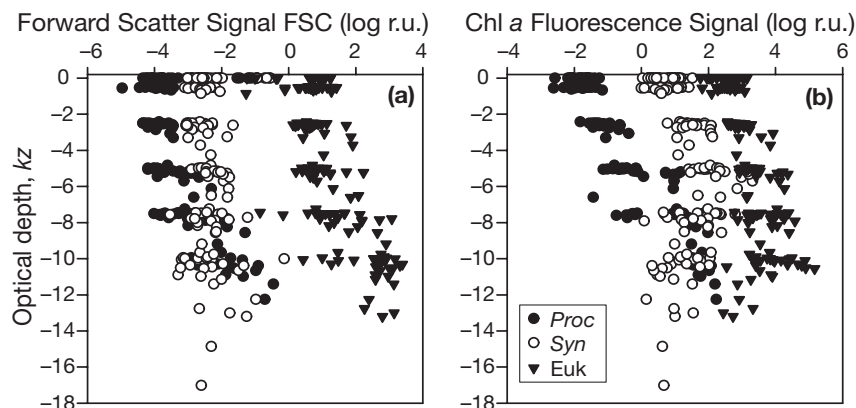 Forward Scatter Signal FSC (log r.u.)
−6 −4 −2 0 2 4
Chl a Fluorescence Signal (log r.u.)
−4 −2 0 2 4 6
Optical depth, kz
0
−2
−4
−6
−8
−10
−12
−14
−16
−18
(a)
0
−2
−4
−6
−8
−10
−12
−14
−16
−18
(b)
Proc
Syn
Euk